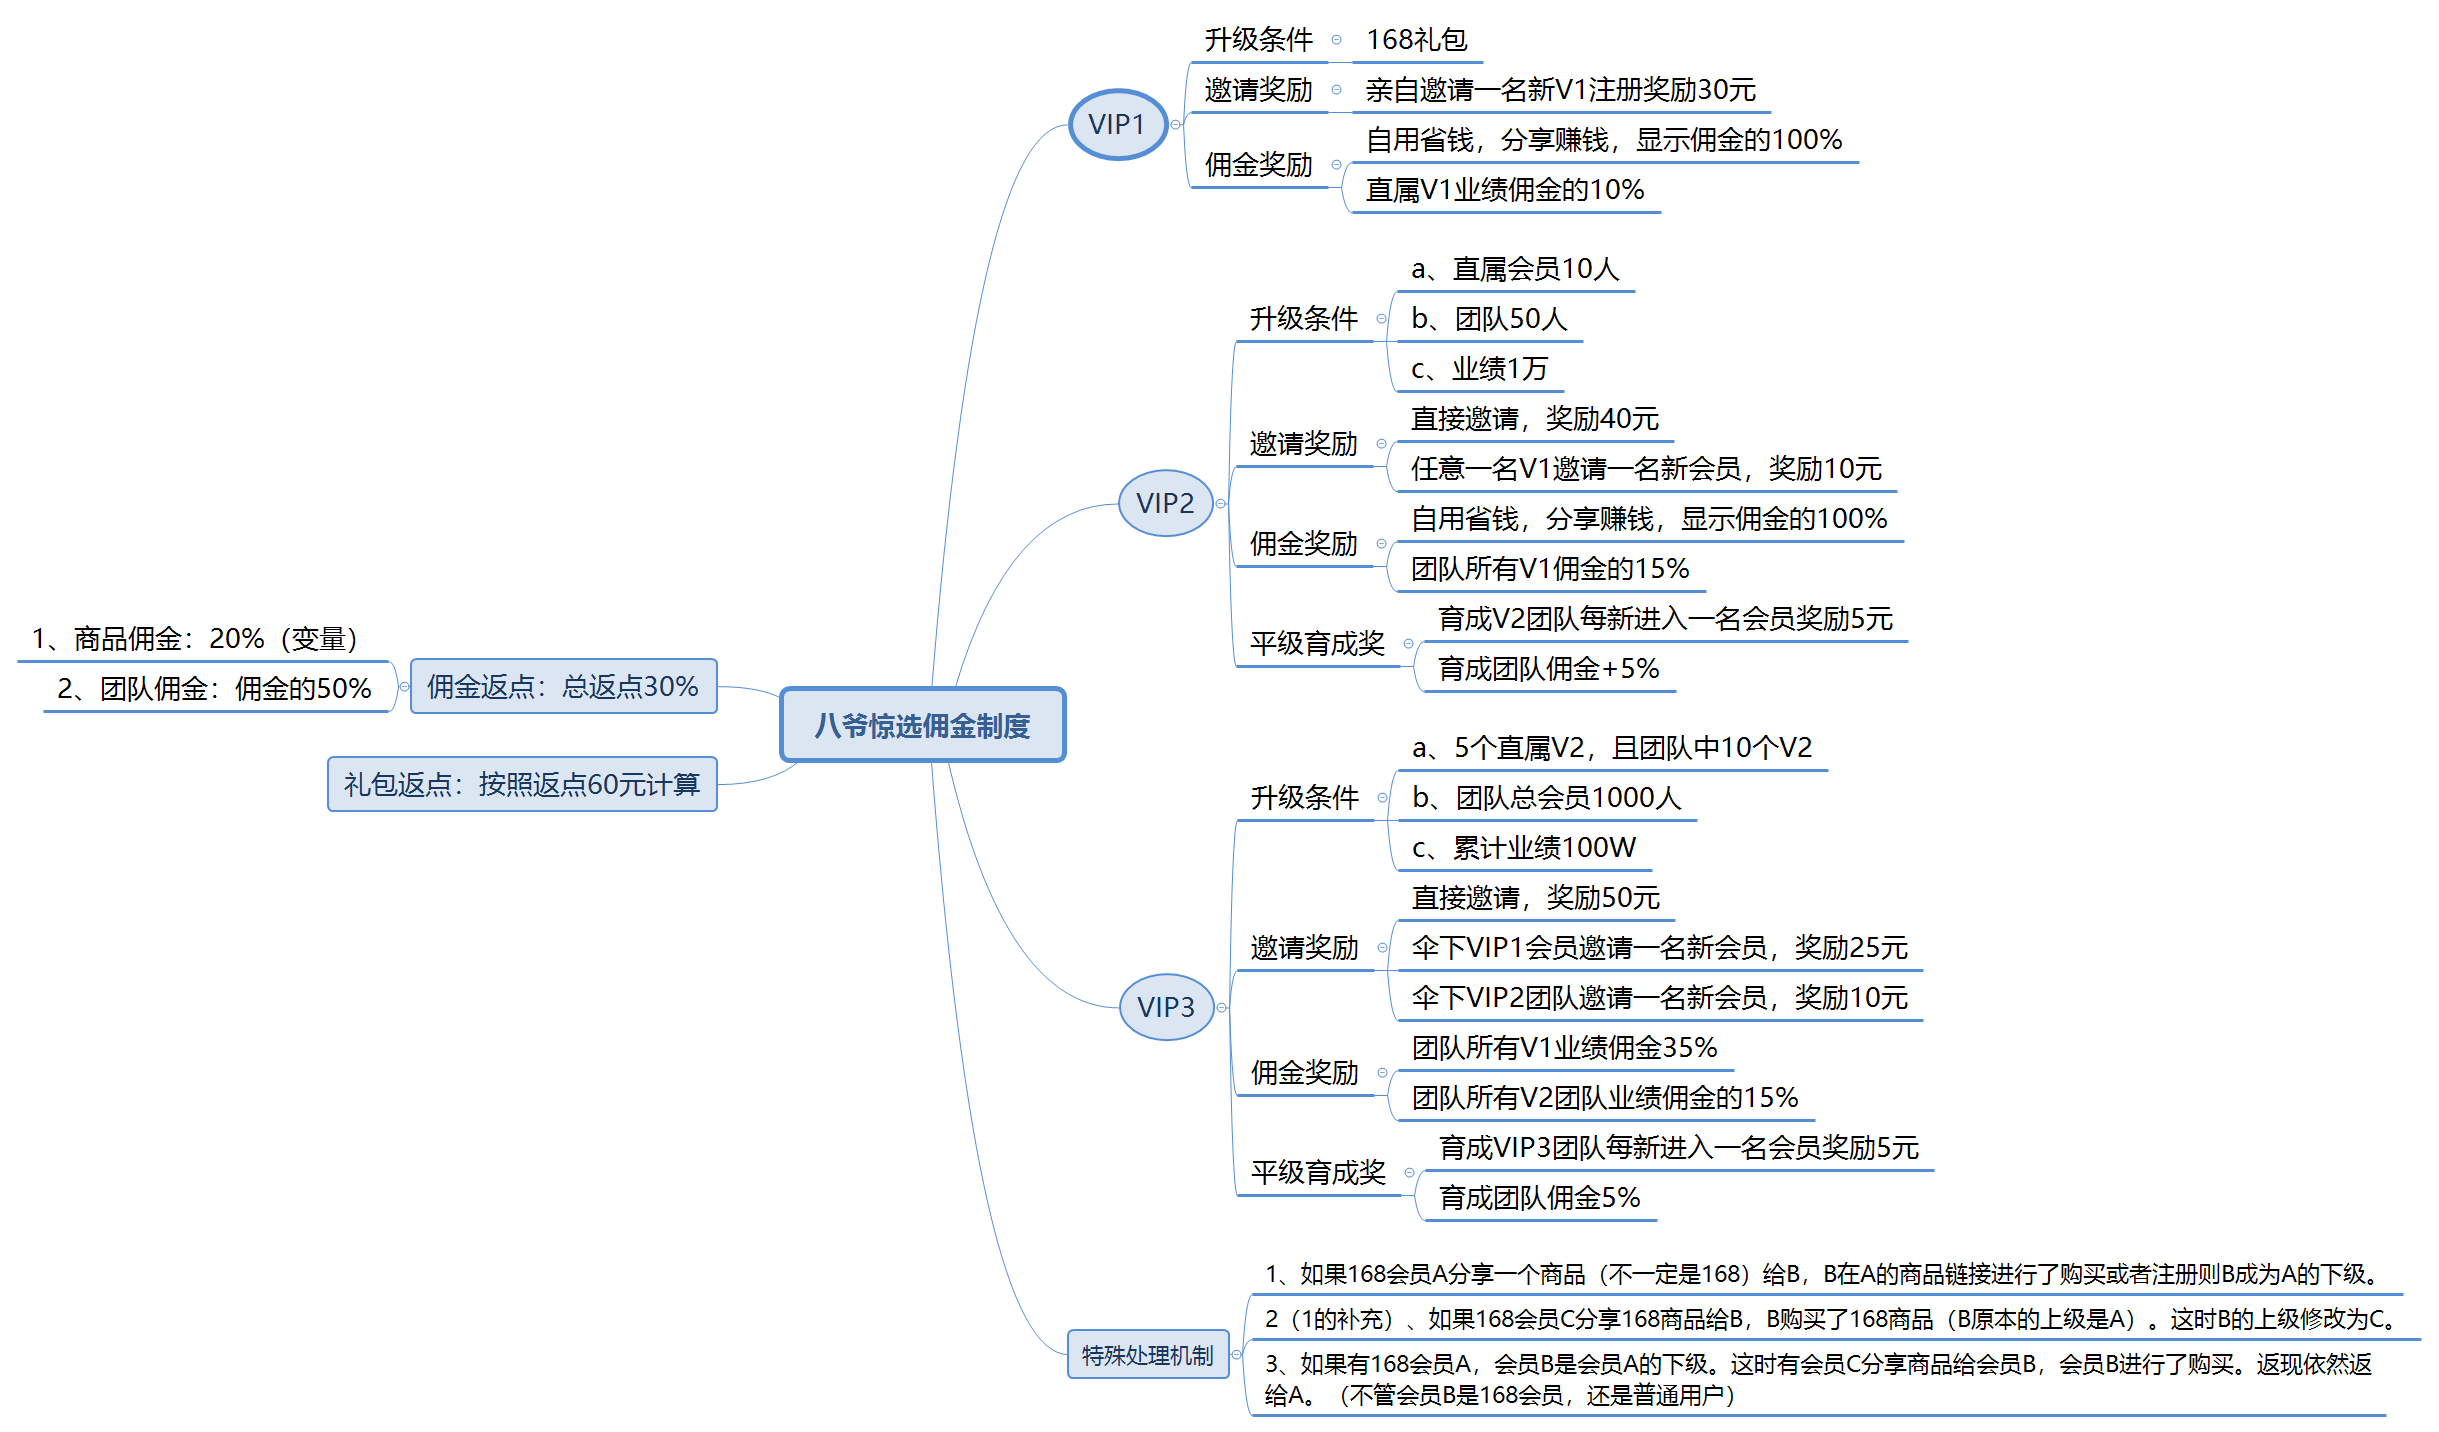 八爷惊选佣金制度
VIP1
升级条件
168礼包
邀请奖励
亲自邀请一名新V1注册奖励30元
佣金奖励
自用省钱，分享赚钱，显示佣金的100%
直属V1业绩佣金的10%
VIP2
升级条件
a、直属会员10人
b、团队50人
c、业绩1万
邀请奖励
直接邀请，奖励40元
任意一名V1邀请一名新会员，奖励10元
佣金奖励
自用省钱，分享赚钱，显示佣金的100%
团队所有V1佣金的15%
平级育成奖
育成V2团队每新进入一名会员奖励5元
育成团队佣金+5%
VIP3
升级条件
a、5个直属V2，且团队中10个V2
b、团队总会员1000人
c、累计业绩100W
邀请奖励
直接邀请，奖励50元
伞下VIP1会员邀请一名新会员，奖励25元
伞下VIP2团队邀请一名新会员，奖励10元
佣金奖励
团队所有V1业绩佣金35%
团队所有V2团队业绩佣金的15%
平级育成奖
育成VIP3团队每新进入一名会员奖励5元
育成团队佣金5%
特殊处理机制
1、如果168会员A分享一个商品（不一定是168）给B，B在A的商品链接进行了购买或者注册则B成为A的下级。
2（1的补充）、如果168会员C分享168商品给B，B购买了168商品（B原本的上级是A）。这时B的上级修改为C。
3、如果有168会员A，会员B是会员A的下级。这时有会员C分享商品给会员B，会员B进行了购买。返现依然返
给A。（不管会员B是168会员，还是普通用户）
佣金返点：总返点30%
1、商品佣金：20%（变量）
2、团队佣金：佣金的50%
礼包返点：按照返点60元计算